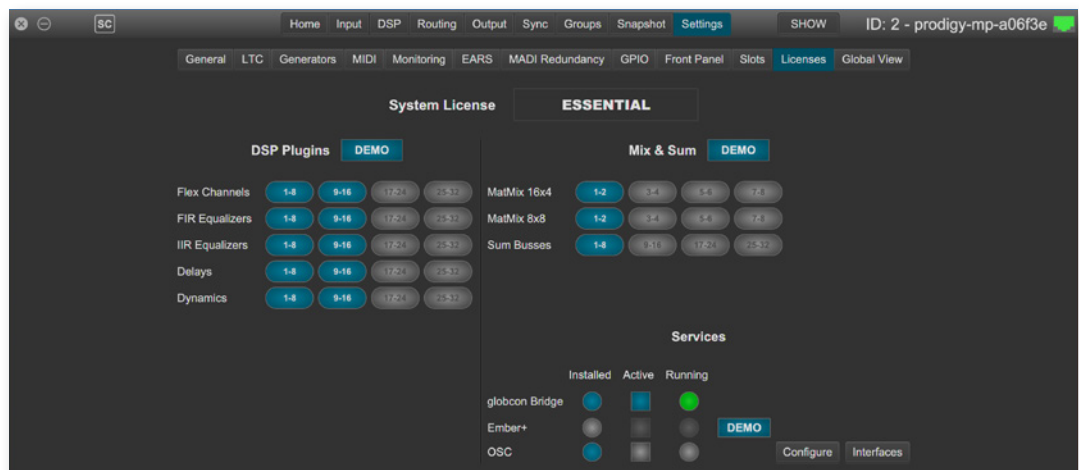 SC Home Input DSP Routing Output Sync Groups Snapshot Settings SHOW ID: 2 - prodigy-mp-a06f3e
General LTC Generators MIDI Monitoring EARS MADI Redundancy GPIO Front Panel Slots Licenses Global View
System License ESSENTIAL
DSP Plugins DEMO
Flex Channels 1-8 9-16 17-24 25-32
FIR Equalizers 1-8 9-16 17-24 25-32
IIR Equalizers 1-8 9-16 17-24 25-32
Delays 1-8 9-16 17-24 25-32
Dynamics 1-8 9-16 17-24 25-32
Mix & Sum DEMO
MatMix 16x4 1-2 3-4 5-6 7-8
MatMix 8x8 1-2 3-4 5-6 7-8
Sum Busses 1-8 9-16 17-24 25-32
Services
Installed Active Running
globcon Bridge
Ember+ DEMO
OSC Configure Interfaces